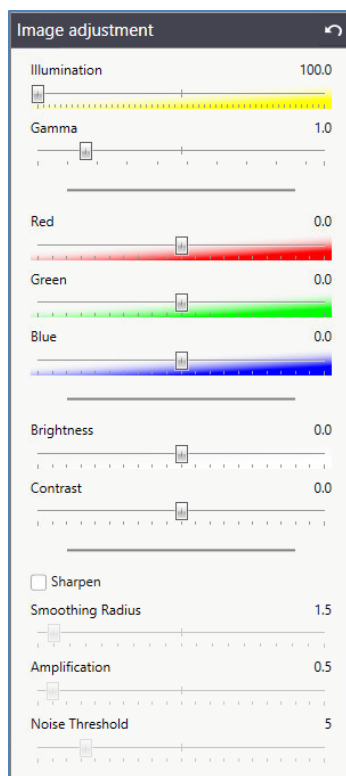 Image adjustment
Illumination 100.0
Gamma 1.0
Red 0.0
Green 0.0
Blue 0.0
Brightness 0.0
Contrast 0.0
Sharpen
Smoothing Radius 1.5
Amplification 0.5
Noise Threshold 5